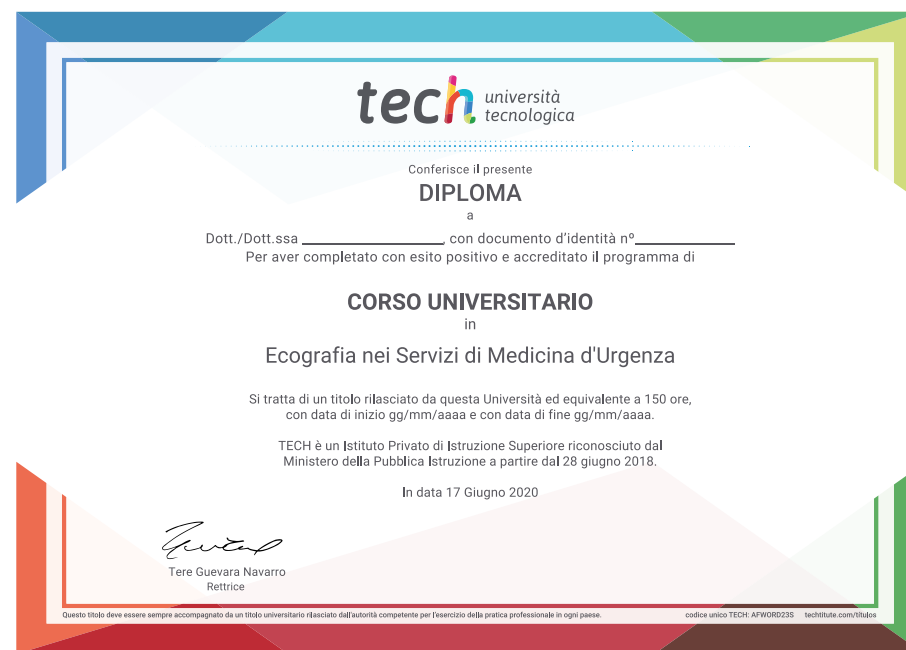 tech università
tecnologica
Conferisce il presente
DIPLOMA
a
Dott./Dott.ssa ____________________, con documento d'identità nº______________
Per aver completato con esito positivo e accreditato il programma di
CORSO UNIVERSITARIO
in
Ecografia nei Servizi di Medicina d'Urgenza
Si tratta di un titolo rilasciato da questa Università ed equivalente a 150 ore,
con data di inizio gg/mm/aaaa e con data di fine gg/mm/aaaa.
TECH è un Istituto Privato di Istruzione Superiore riconosciuto dal
Ministero della Pubblica Istruzione a partire dal 28 giugno 2018.
In data 17 Giugno 2020
Tere Guevara Navarro
Rettrice
Questo titolo deve essere sempre accompagnato da un titolo universitario rilasciato dall'autorità competente per l'esercizio della pratica professionale in ogni paese. codice unico TECH: AFWORD23S techtitute.com/titulos